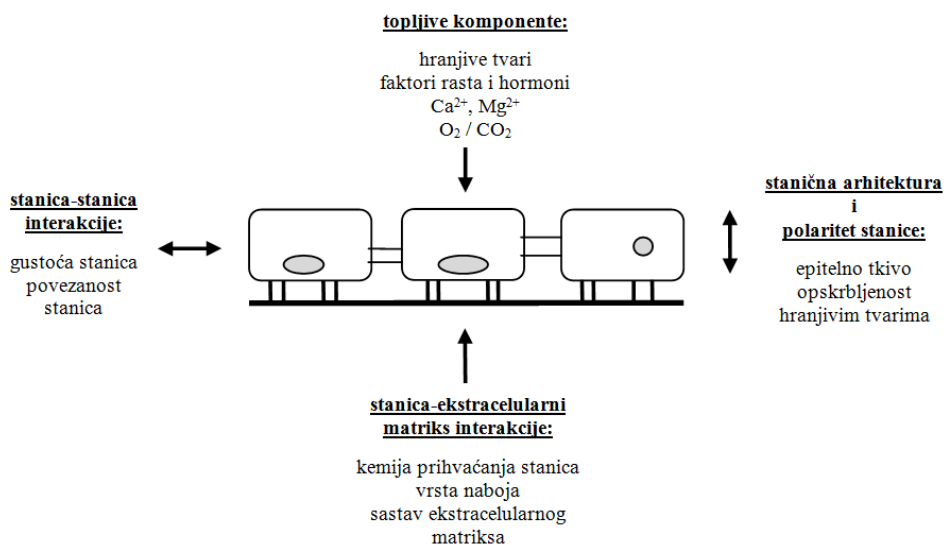 topljive komponente:
hranjive tvari
faktori rasta i hormoni
Ca²⁺, Mg²⁺
O₂ / CO₂
stanica-stanica
interakcije:
gustoća stanica
povezanost
stanica
stanična arhitektura
i
polaritet stanice:
epitelno tkivo
opskrbljenost
hranjivim tvarima
stanica-ekstracelularni
matriks interakcije:
kemija prihvaćanja stanica
vrsta naboja
sastav ekstracelularnog
matriksa